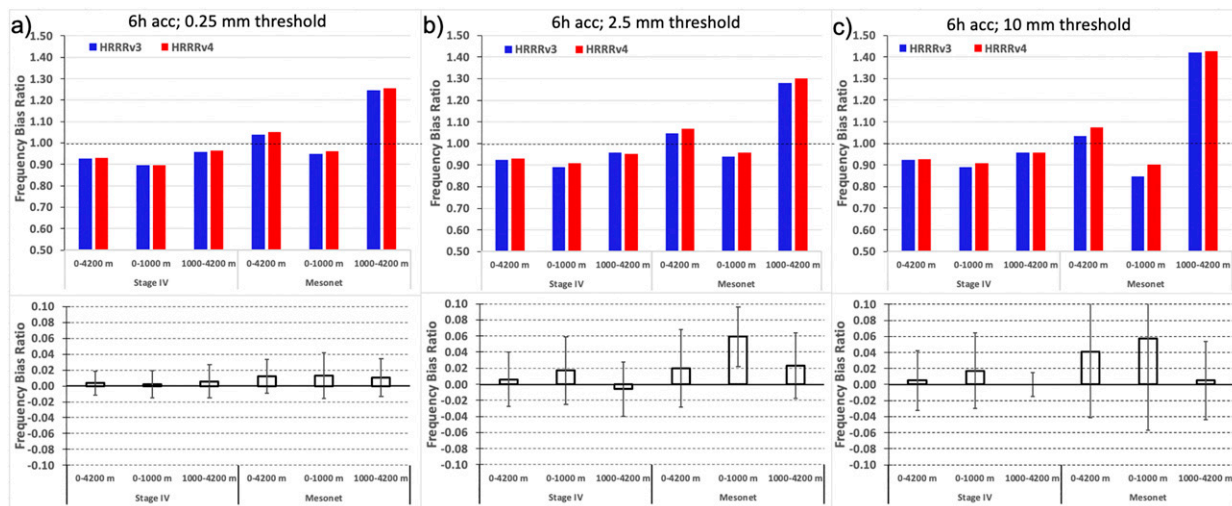 a) 6h acc; 0.25 mm threshold
1.50
1.40
1.30
1.20
1.10
1.00
0.90
0.80
0.70
0.60
0.50
Frequency Bias Ratio
HRRRv3 HRRRv4
0-4200 m 0-1000 m 1000-4200 m 0-4200 m 0-1000 m 1000-4200 m
Stage IV Mesonet
0.10
0.08
0.06
0.04
0.02
0.00
-0.02
-0.04
-0.06
-0.08
-0.10
Frequency Bias Ratio
0-4200 m 0-1000 m 1000-4200 m 0-4200 m 0-1000 m 1000-4200 m
Stage IV Mesonet
b) 6h acc; 2.5 mm threshold
1.50
1.40
1.30
1.20
1.10
1.00
0.90
0.80
0.70
0.60
0.50
Frequency Bias Ratio
HRRRv3 HRRRv4
0-4200 m 0-1000 m 1000-4200 m 0-4200 m 0-1000 m 1000-4200 m
Stage IV Mesonet
0.10
0.08
0.06
0.04
0.02
0.00
-0.02
-0.04
-0.06
-0.08
-0.10
Frequency Bias Ratio
0-4200 m 0-1000 m 1000-4200 m 0-4200 m 0-1000 m 1000-4200 m
Stage IV Mesonet
c) 6h acc; 10 mm threshold
1.50
1.40
1.30
1.20
1.10
1.00
0.90
0.80
0.70
0.60
0.50
Frequency Bias Ratio
HRRRv3 HRRRv4
0-4200 m 0-1000 m 1000-4200 m 0-4200 m 0-1000 m 1000-4200 m
Stage IV Mesonet
0.10
0.08
0.06
0.04
0.02
0.00
-0.02
-0.04
-0.06
-0.08
-0.10
Frequency Bias Ratio
0-4200 m 0-1000 m 1000-4200 m 0-4200 m 0-1000 m 1000-4200 m
Stage IV Mesonet